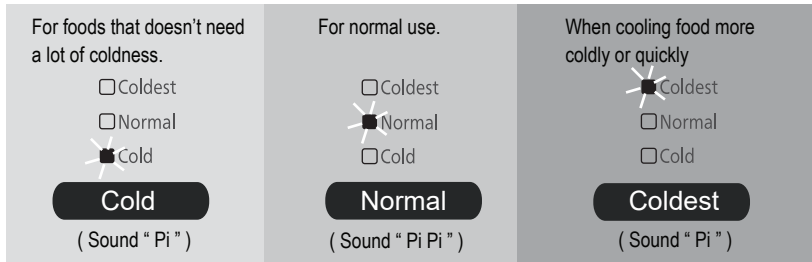 For foods that doesn't need
a lot of coldness.
Coldest
Normal
Cold
Cold
( Sound “ Pi ” )
For normal use.
Coldest
Normal
Cold
Normal
( Sound “ Pi Pi ” )
When cooling food more
coldly or quickly
Coldest
Normal
Cold
Coldest
( Sound “ Pi ” )